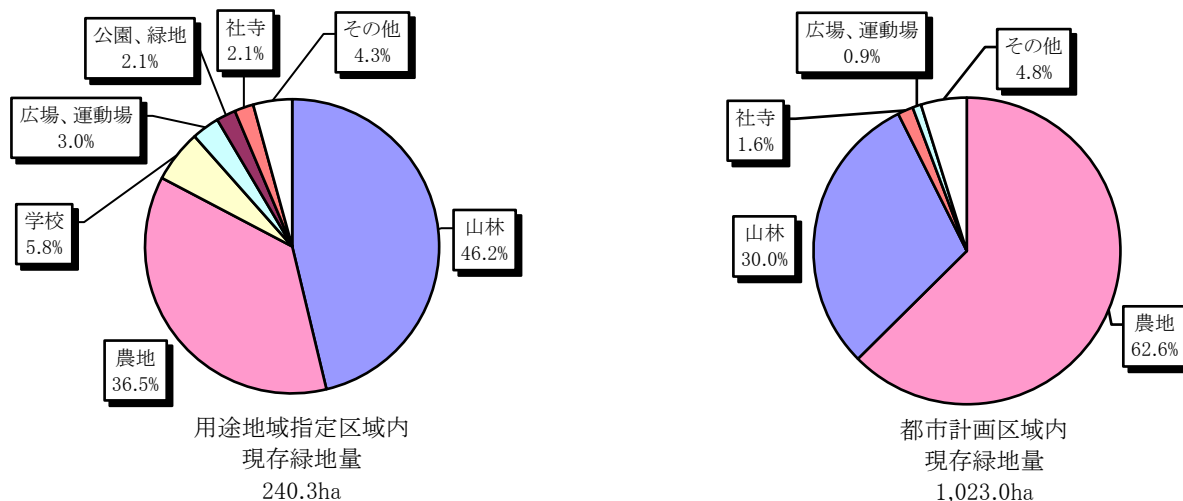 公園、緑地
2.1%
社寺
2.1%
その他
4.3%
広場、運動場
3.0%
学校
5.8%
山林
46.2%
農地
36.5%
用途地域指定区域内
現存緑地量
240.3ha
広場、運動場
0.9%
その他
4.8%
社寺
1.6%
山林
30.0%
農地
62.6%
都市計画区域内
現存緑地量
1,023.0ha